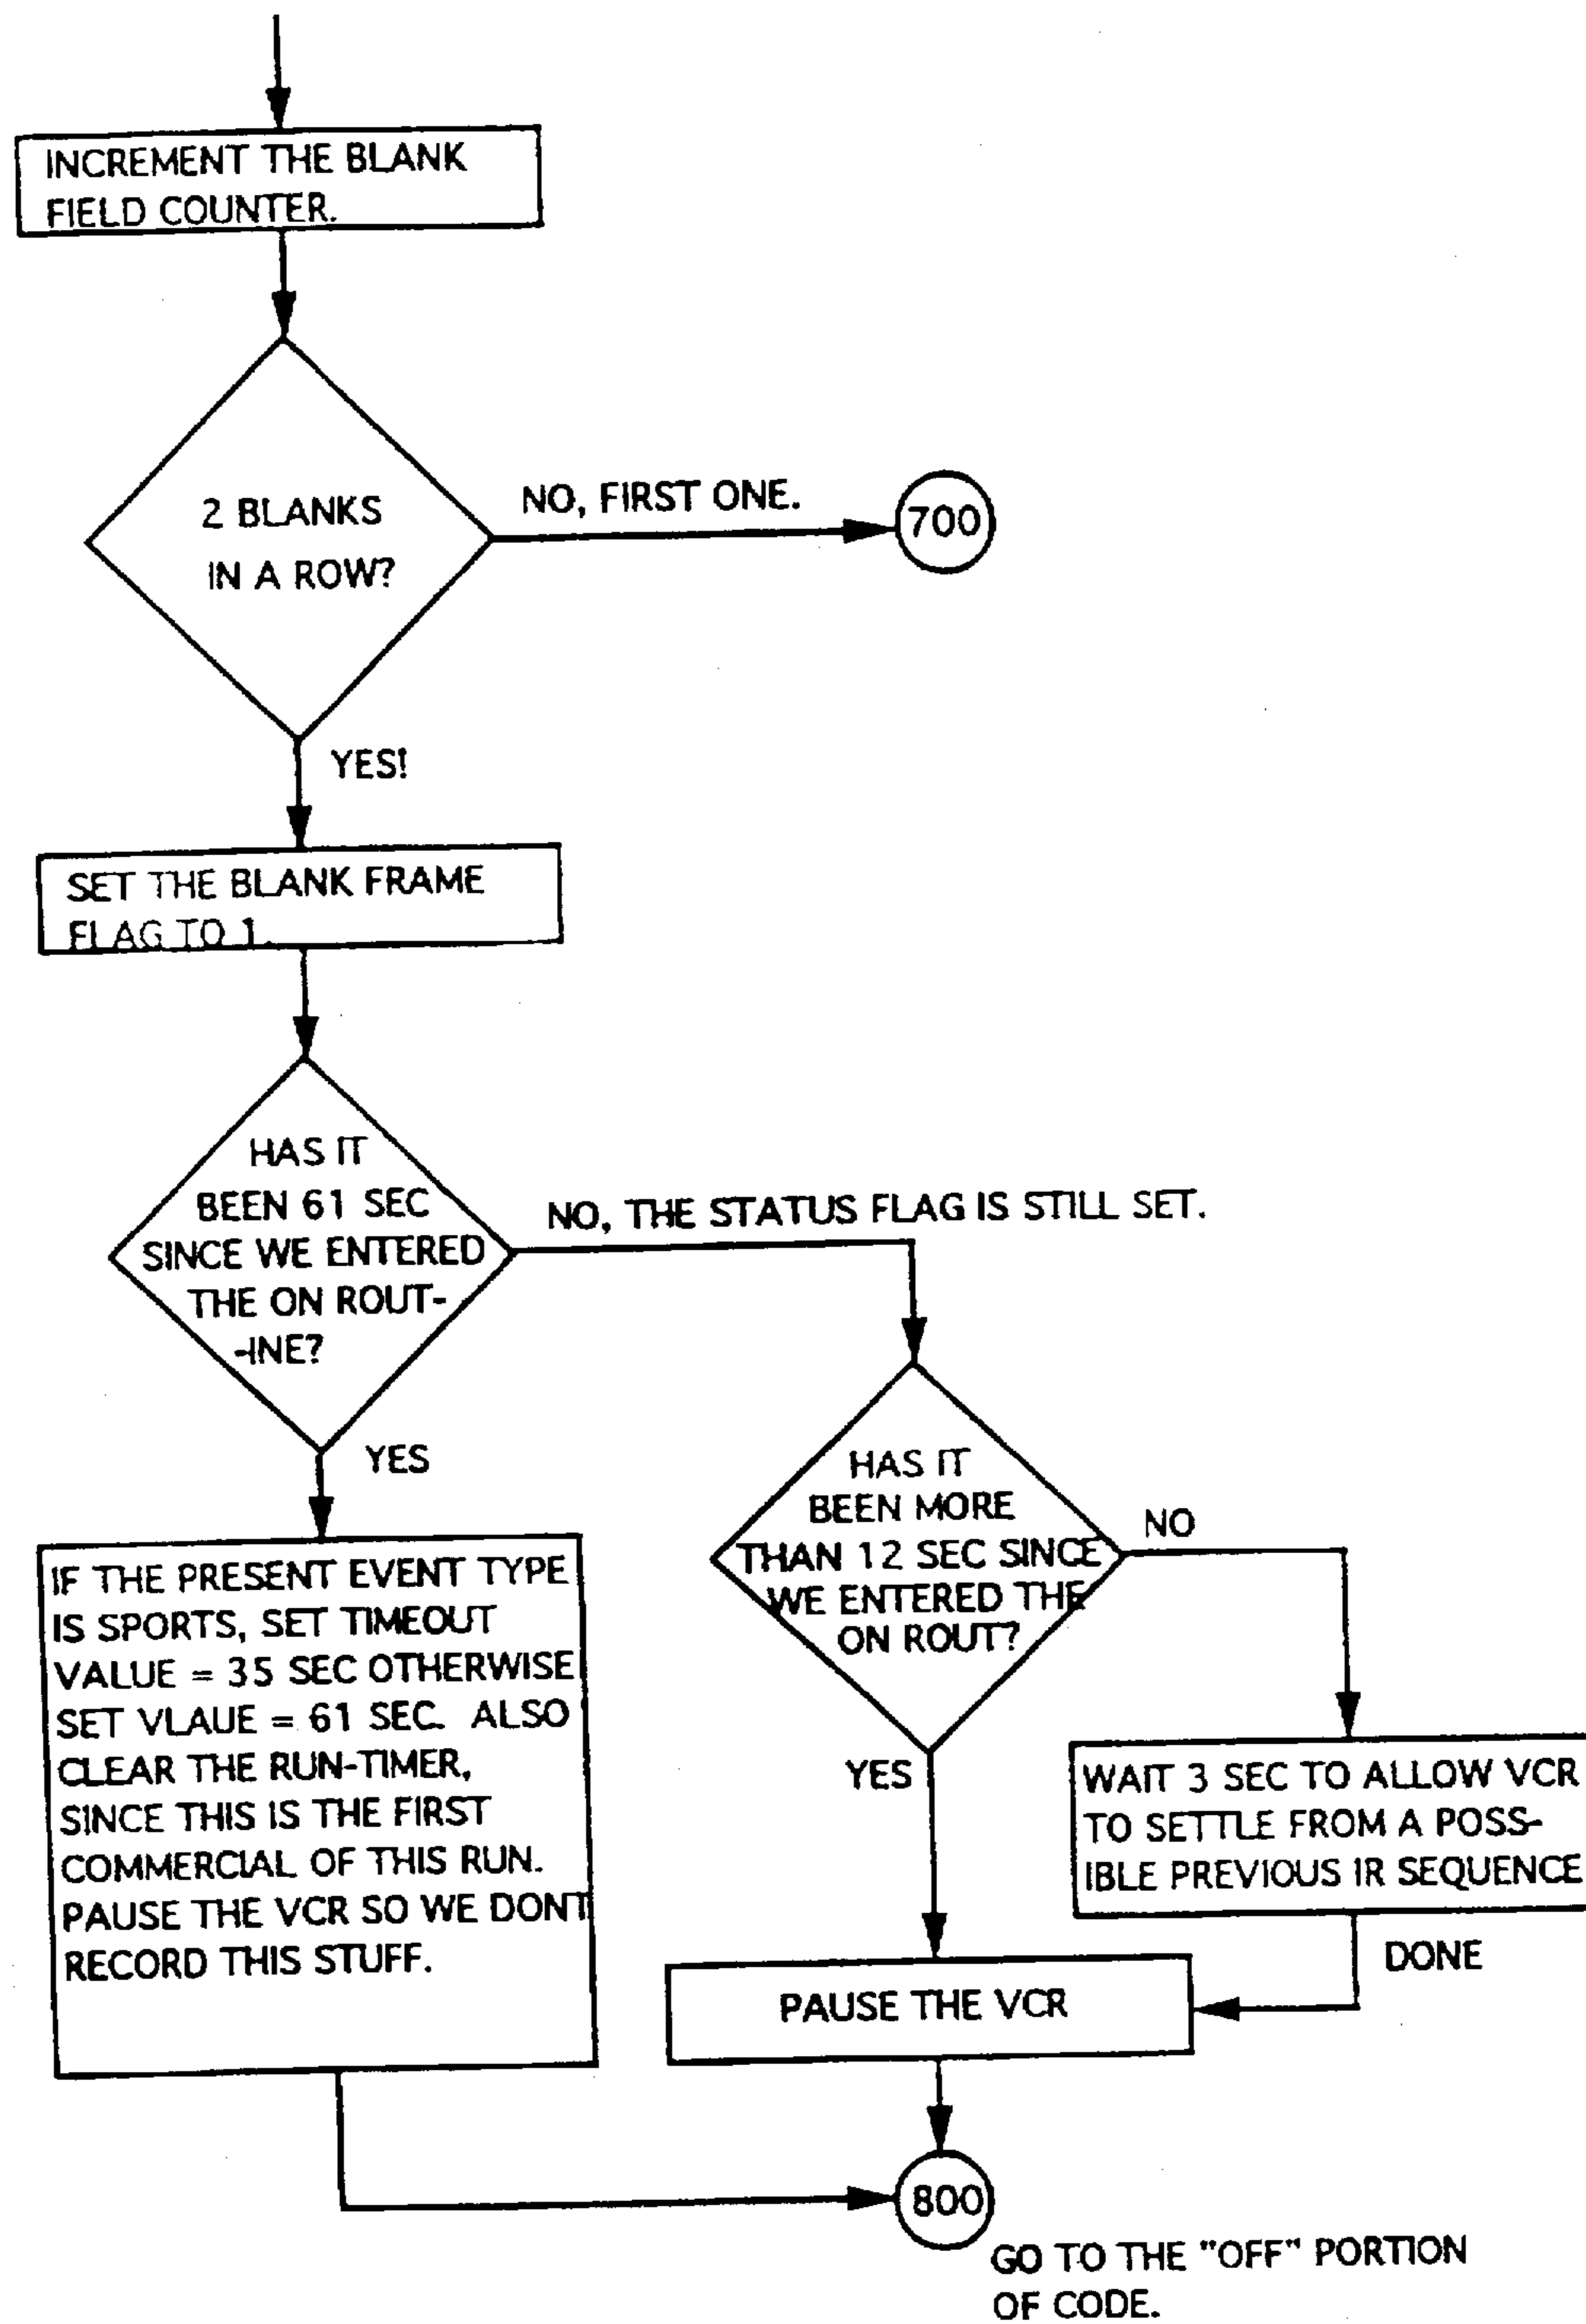 INCREMENT THE BLANK
FIELD COUNTER.
2 BLANKS
IN A ROW?
NO, FIRST ONE.
700
YES!
SET THE BLANK FRAME
FLAG TO 1.
HAS IT
BEEN 61 SEC
SINCE WE ENTERED
THE ON ROUT-
-INE?
NO, THE STATUS FLAG IS STILL SET.
YES
HAS IT
BEEN MORE
THAN 12 SEC SINCE
WE ENTERED THE
ON ROUT?
NO
IF THE PRESENT EVENT TYPE
IS SPORTS, SET TIMEOUT
VALUE = 35 SEC OTHERWISE
SET VLAUE = 61 SEC. ALSO
CLEAR THE RUN-TIMER,
SINCE THIS IS THE FIRST
COMMERCIAL OF THIS RUN.
PAUSE THE VCR SO WE DONT
RECORD THIS STUFF.
YES
WAIT 3 SEC TO ALLOW VCR
TO SETTLE FROM A POSS-
IBLE PREVIOUS IR SEQUENCE
DONE
PAUSE THE VCR
800
GO TO THE "OFF" PORTION
OF CODE.